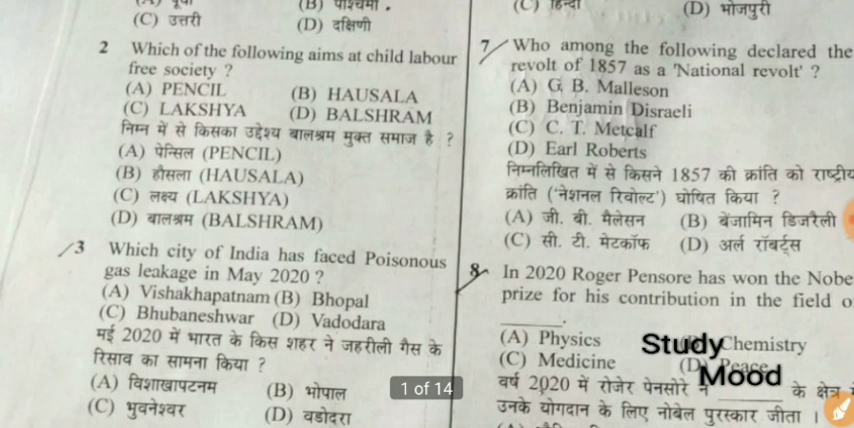 (B) पश्चिमी .
(C) उत्तरी
(D) दक्षिणी
2 Which of the following aims at child labour
free society ?
(A) PENCIL (B) HAUSALA
(C) LAKSHYA (D) BALSHRAM
निम्न में से किसका उद्देश्य बालश्रम मुक्त समाज है ?
(A) पेन्सिल (PENCIL)
(B) हौसला (HAUSALA)
(C) लक्ष्य (LAKSHYA)
(D) बालश्रम (BALSHRAM)
3 Which city of India has faced Poisonous
gas leakage in May 2020 ?
(A) Vishakhapatnam (B) Bhopal
(C) Bhubaneshwar (D) Vadodara
मई 2020 में भारत के किस शहर ने जहरीली गैस के
रिसाव का सामना किया ?
(A) विशाखापटनम (B) भोपाल
(C) भुवनेश्वर (D) वडोदरा
(C) हिन्दी (D) भोजपुरी
7 Who among the following declared the
revolt of 1857 as a 'National revolt' ?
(A) G. B. Malleson
(B) Benjamin Disraeli
(C) C. T. Metcalf
(D) Earl Roberts
निम्नलिखित में से किसने 1857 की क्रांति को राष्ट्रीय
क्रांति ('नेशनल रिवोल्ट') घोषित किया ?
(A) जी. बी. मैलेसन (B) बेंजामिन डिजरैली
(C) सी. टी. मेटकॉफ (D) अर्ल रॉबर्ट्स
8 In 2020 Roger Pensore has won the Nobe
prize for his contribution in the field o
(A) Physics Chemistry
(C) Medicine (D) Peace
वर्ष 2020 में रोजेर पेनसोरे ने के क्षेत्र
उनके योगदान के लिए नोबेल पुरस्कार जीता ।
Study
Mood
1 of 14